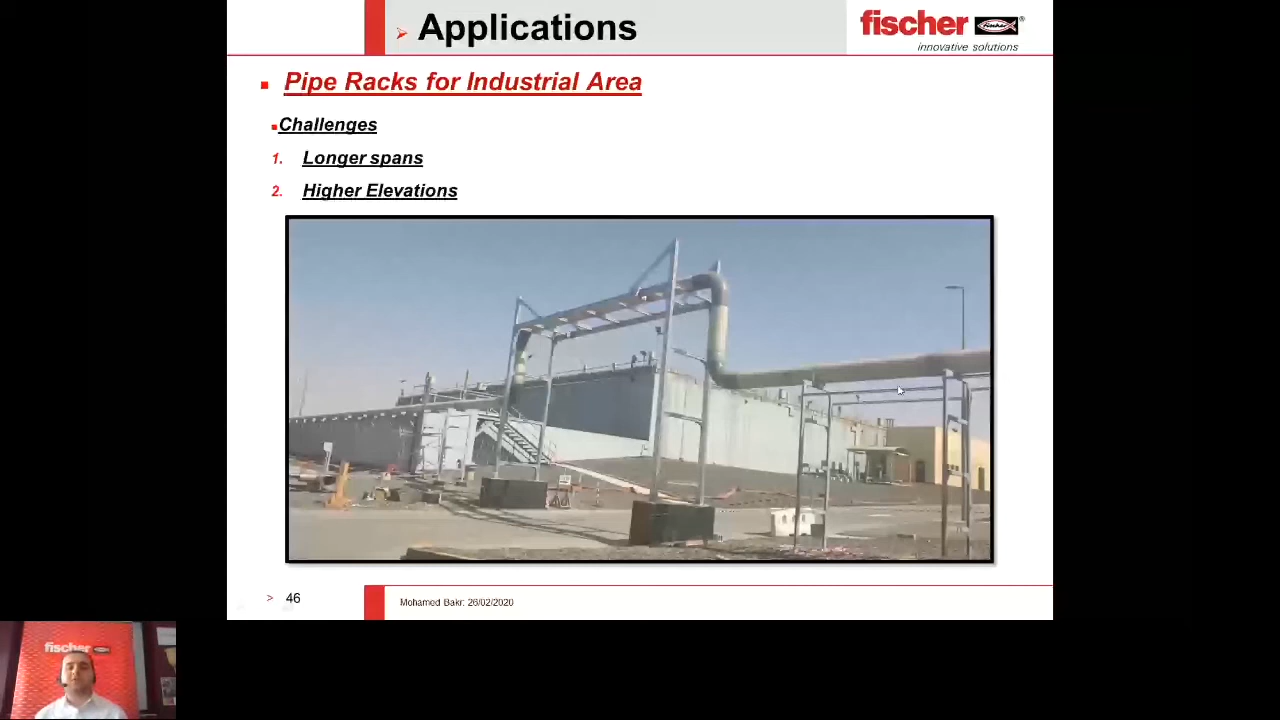 Applications
fischer
innovative solutions
Pipe Racks for Industrial Area
Challenges
1. Longer spans
2. Higher Elevations
> 46
Mohamed Bakr: 26/02/2020
fischer